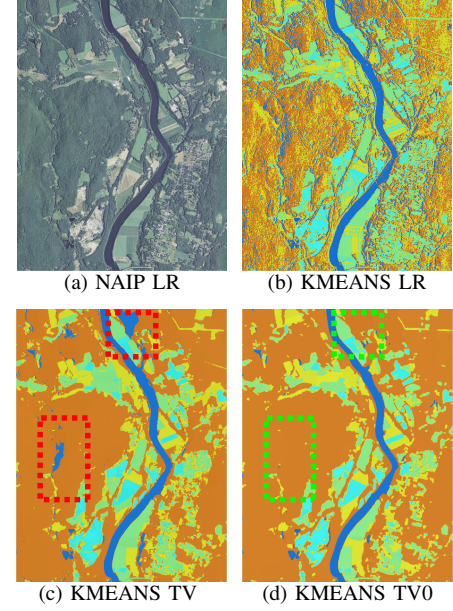 (a) NAIP LR
(b) KMEANS LR
(c) KMEANS TV
(d) KMEANS TV0